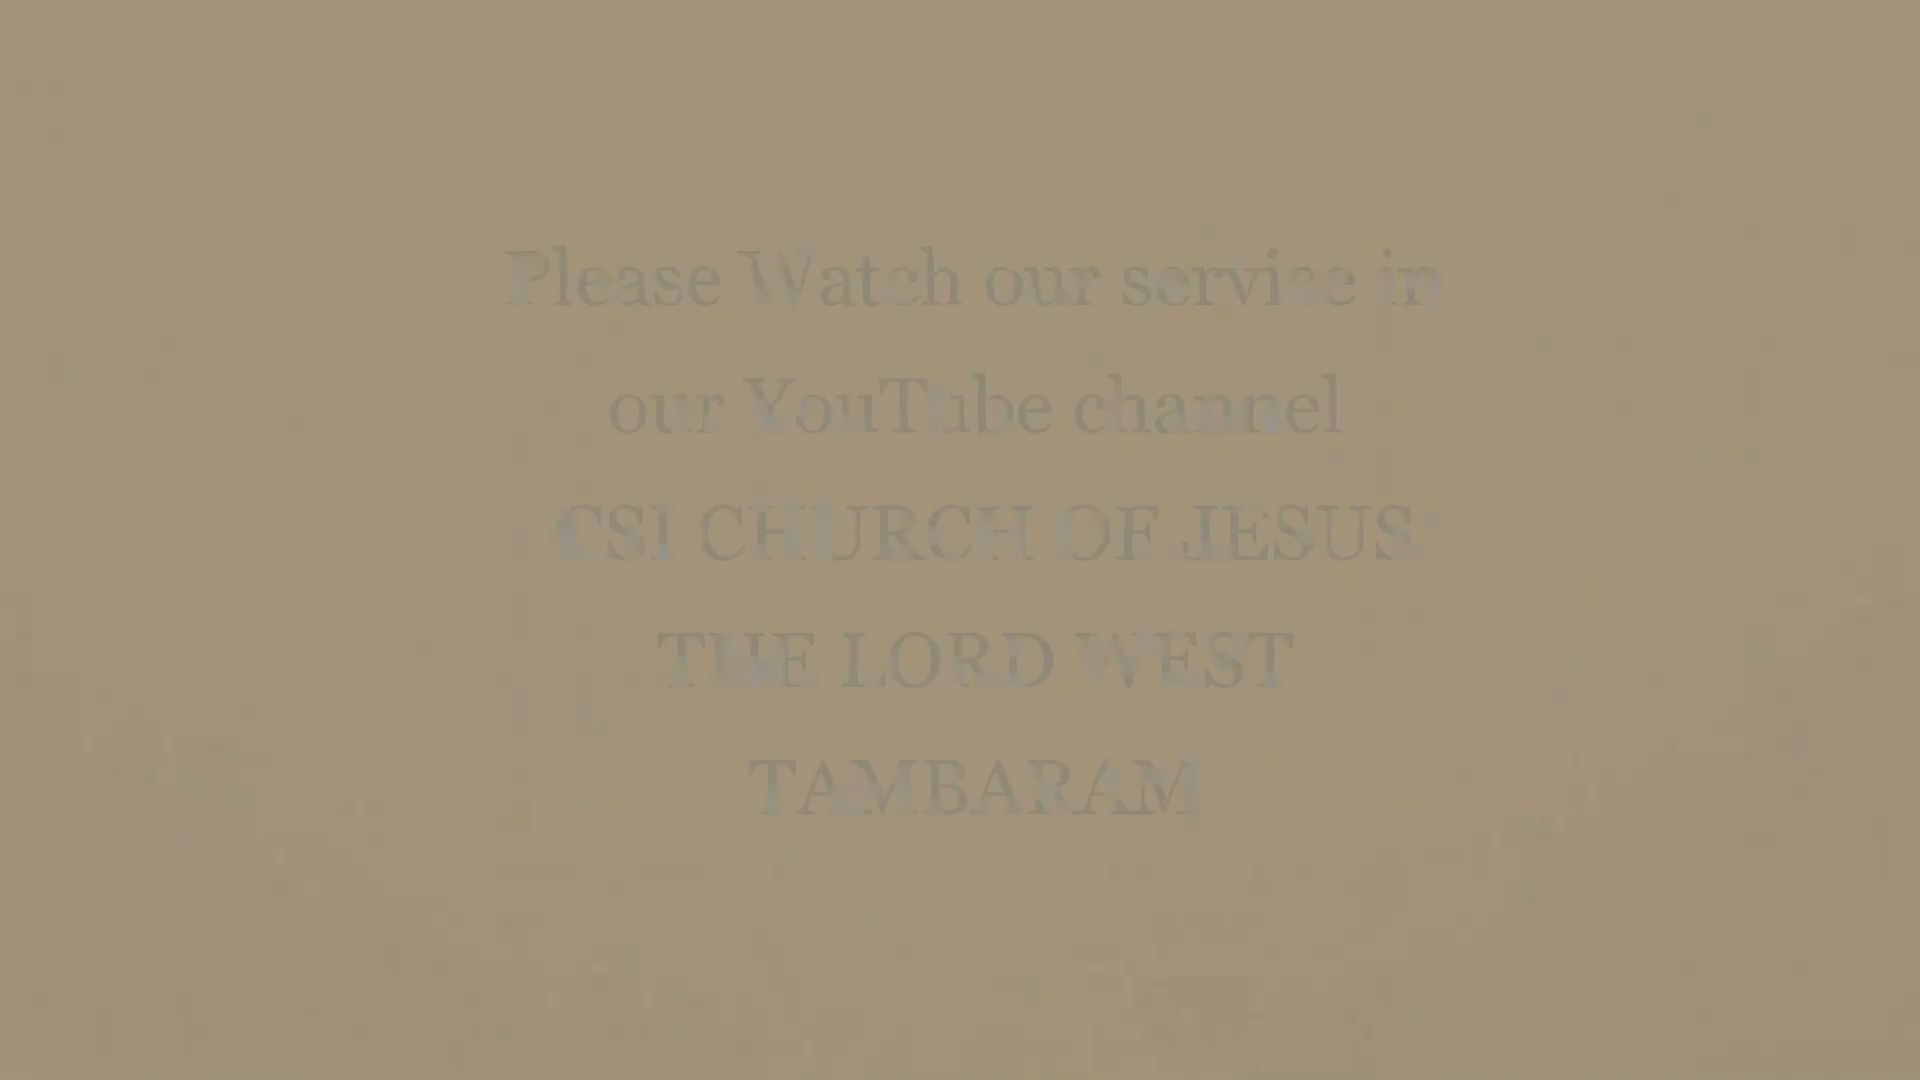 Please Watch our service in
our YouTube channel
CSI CHURCH OF JESUS
THE LORD WEST
TAMBARAM